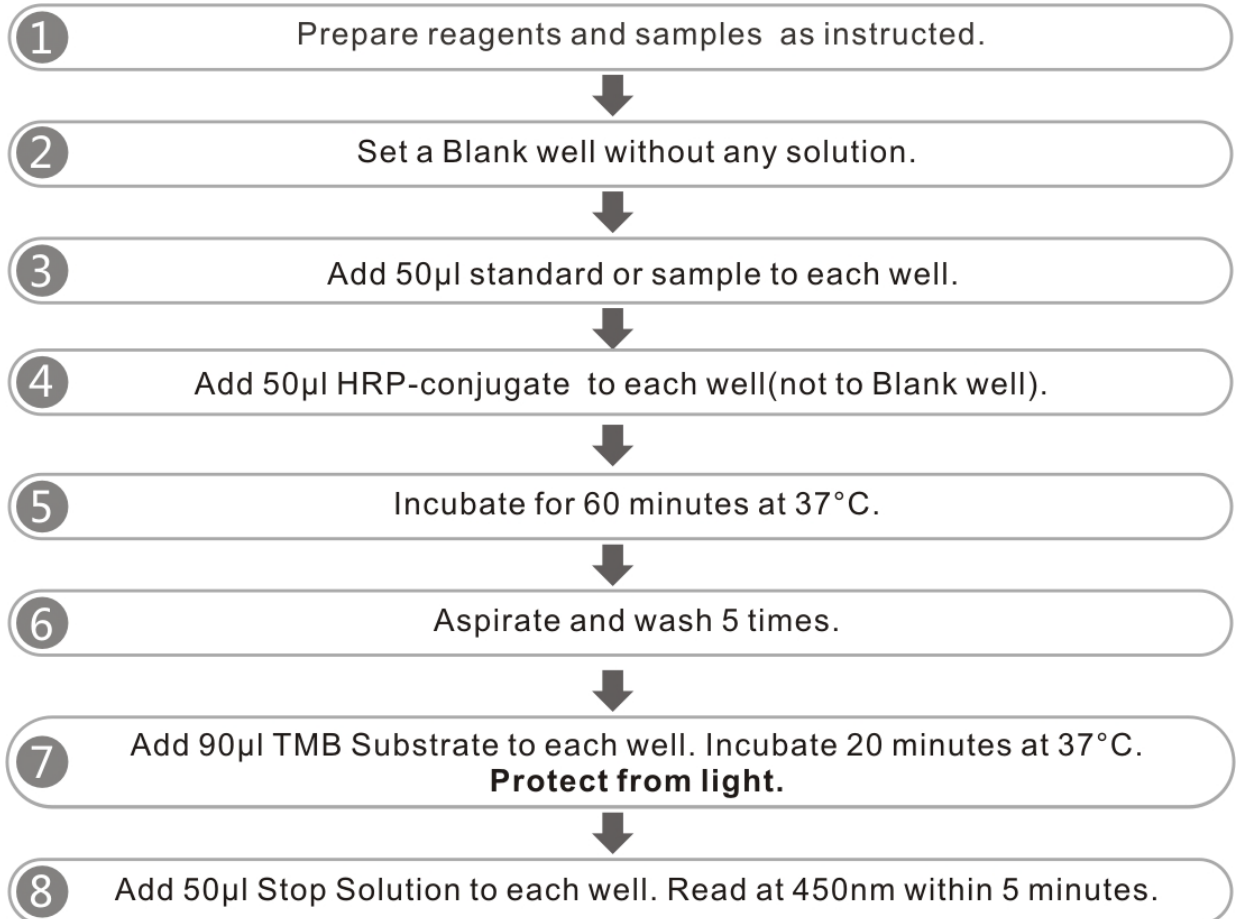 1 Prepare reagents and samples as instructed.
2 Set a Blank well without any solution.
3 Add 50μl standard or sample to each well.
4 Add 50μl HRP-conjugate to each well(not to Blank well).
5 Incubate for 60 minutes at 37°C.
6 Aspirate and wash 5 times.
7 Add 90μl TMB Substrate to each well. Incubate 20 minutes at 37°C.
Protect from light.
8 Add 50μl Stop Solution to each well. Read at 450nm within 5 minutes.